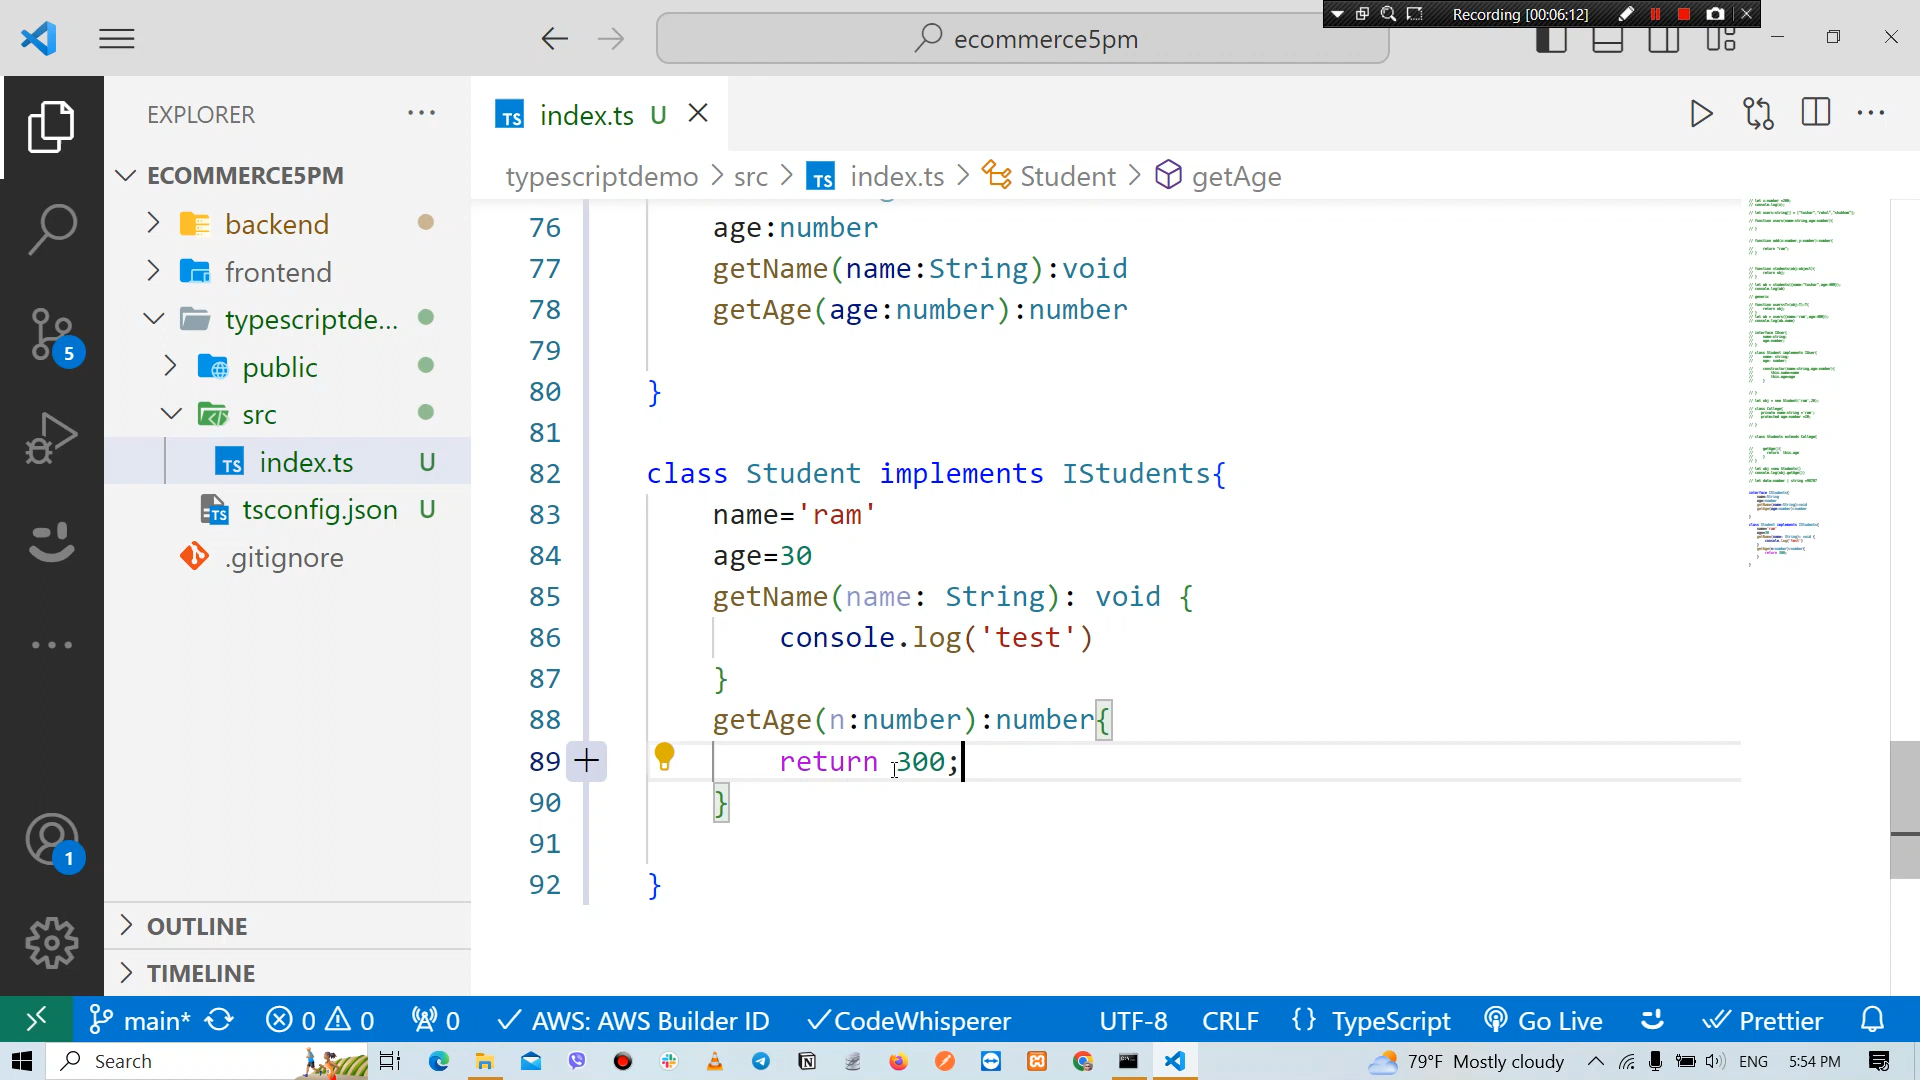 Recording [00:06:12]
ecommerce5pm
EXPLORER
ECOMMERCE5PM
backend
frontend
typescriptde...
public
src
index.ts U
tsconfig.json U
.gitignore
OUTLINE
TIMELINE
5
1
TS index.ts U
typescriptdemo > src > TS index.ts > Student > getAge
76 age:number
77 getName(name:String):void
78 getAge(age:number):number
79
80 }
81
82 class Student implements IStudents{
83 name='ram'
84 age=30
85 getName(name: String): void {
86 console.log('test')
87 }
88 getAge(n:number):number{
89 return 300;
90 }
91
92 }
main* 0 0 0 AWS: AWS Builder ID CodeWhisperer UTF-8 CRLF {} TypeScript Go Live Prettier
Search 79°F Mostly cloudy ENG 5:54 PM